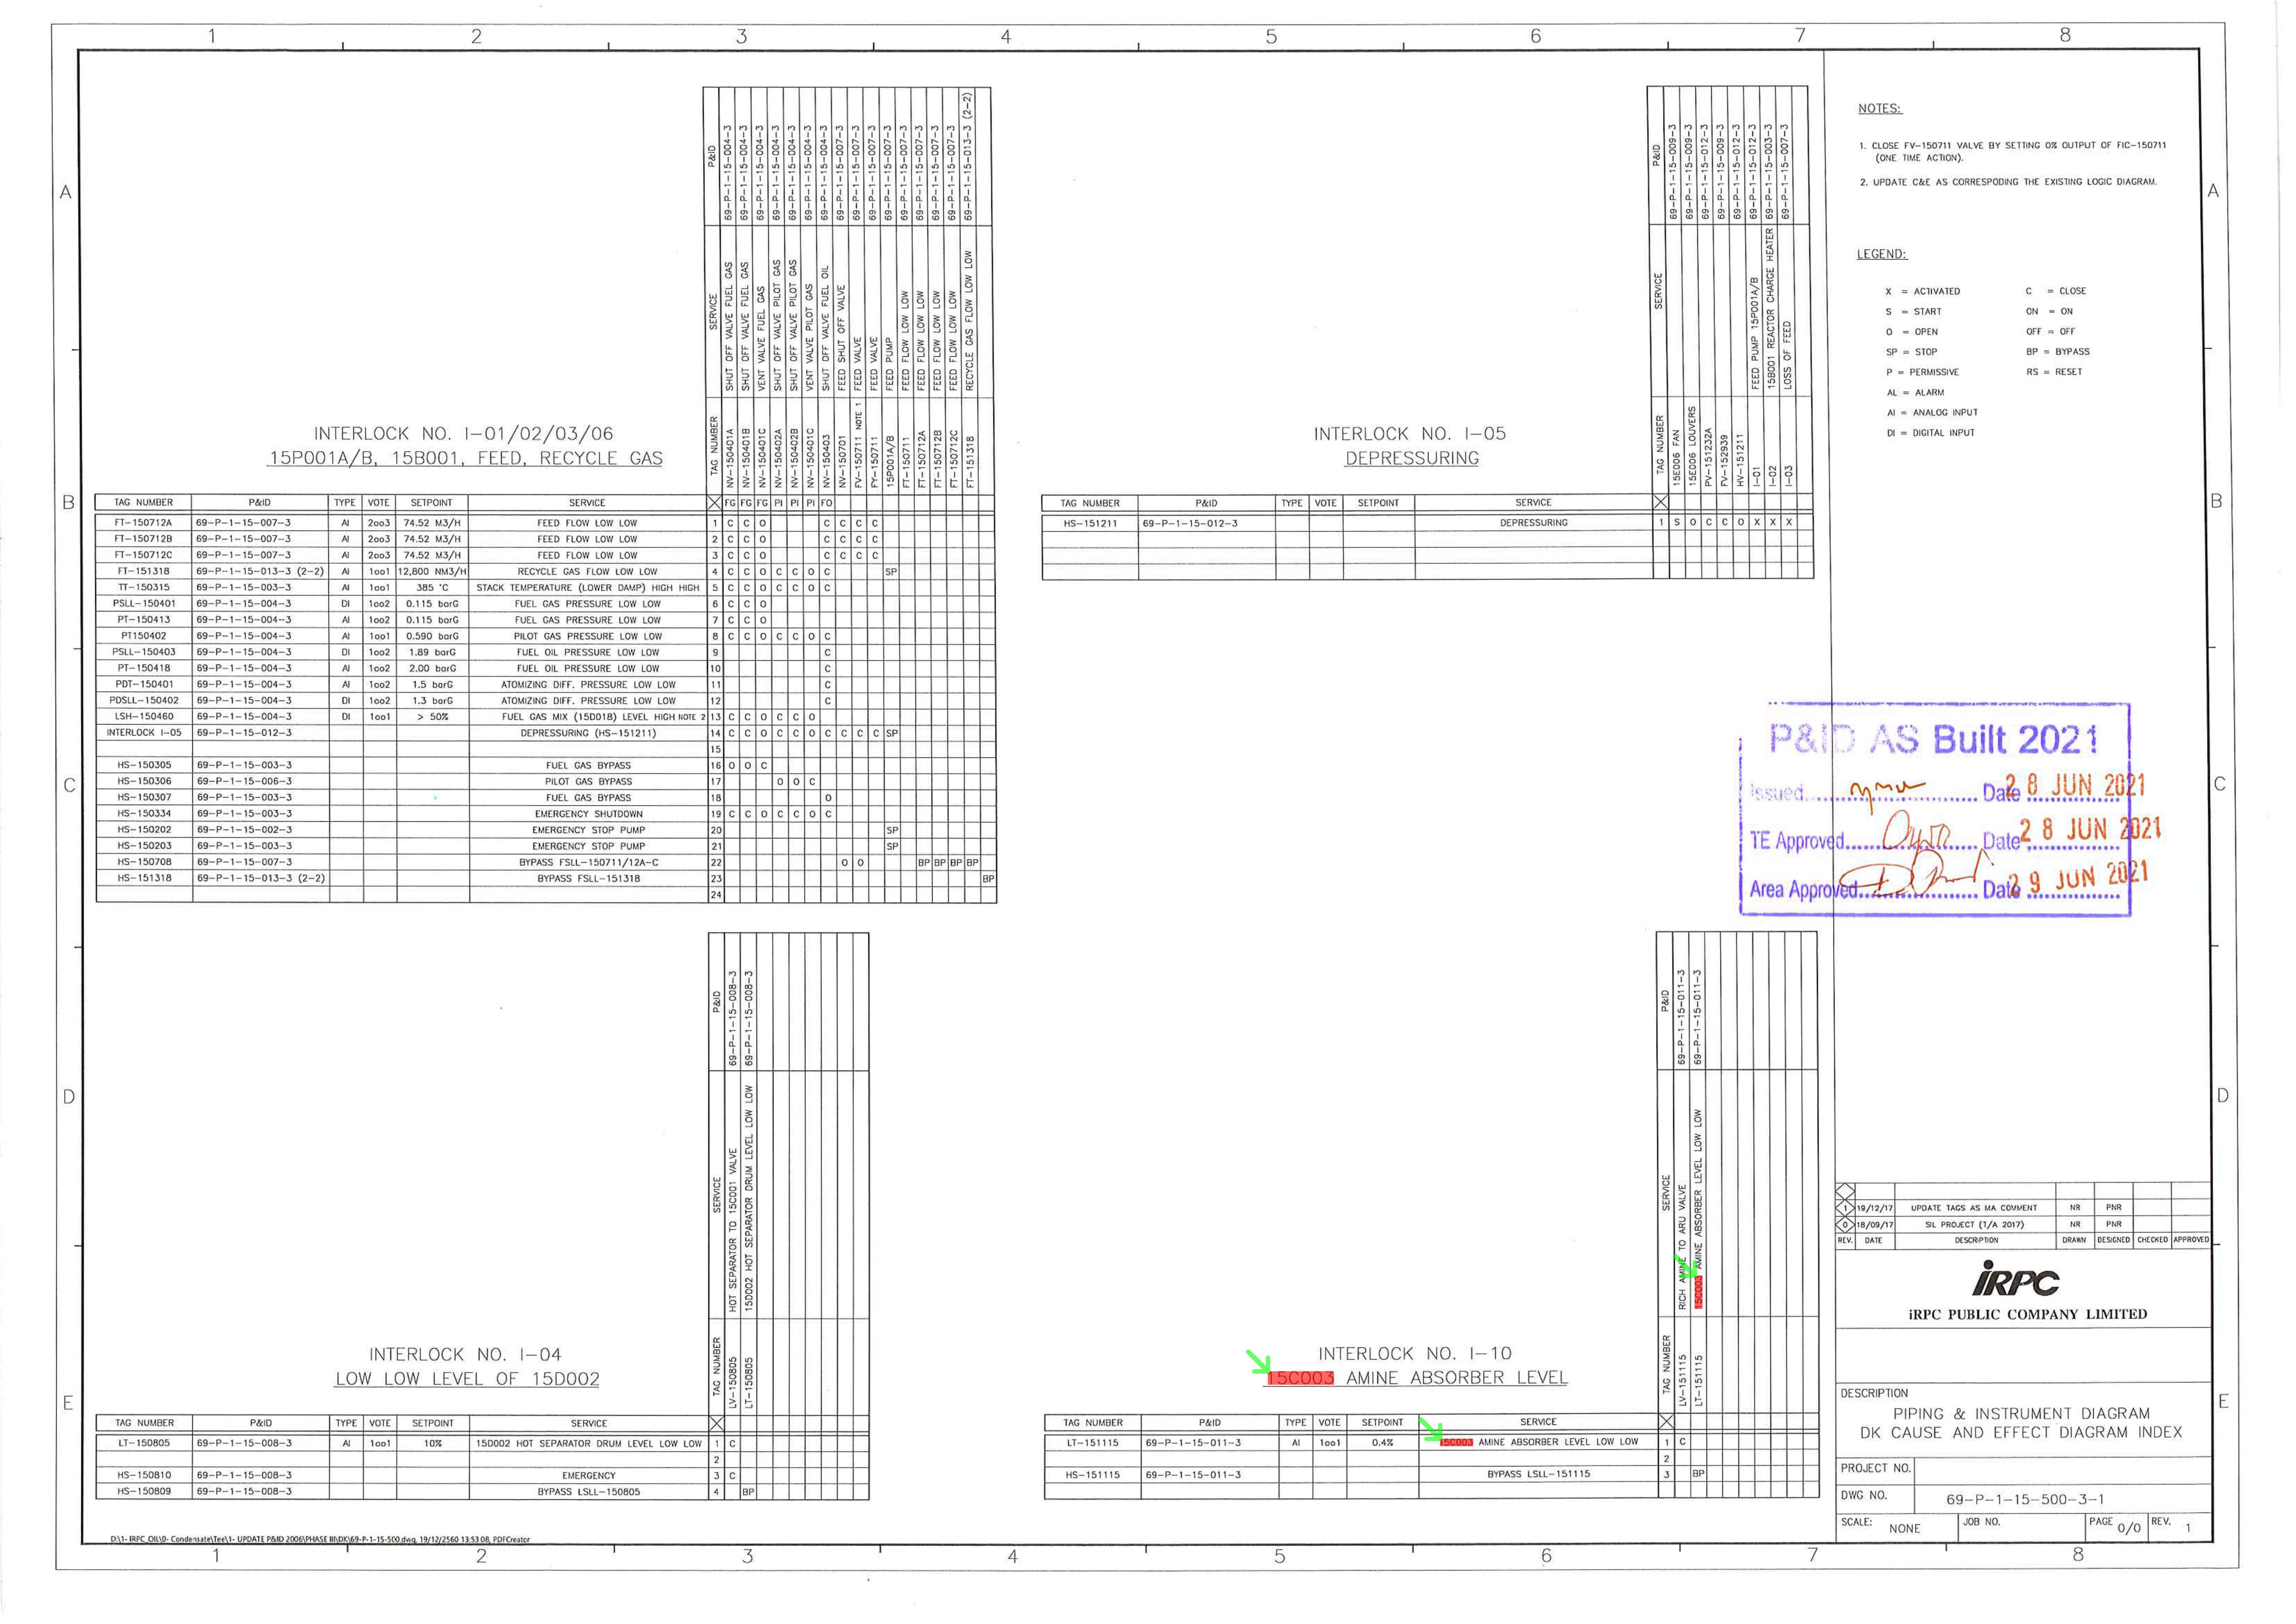 INTERLOCK NO. I-01/02/03/06
15P001A/B, 15B001, FEED, RECYCLE GAS
P&ID
69-P-1-15-004-3
69-P-1-15-004-3
69-P-1-15-004-3
69-P-1-15-004-3
69-P-1-15-004-3
69-P-1-15-004-3
69-P-1-15-004-3
69-P-1-15-007-3
69-P-1-15-007-3
69-P-1-15-007-3
69-P-1-15-007-3
69-P-1-15-007-3
69-P-1-15-007-3
69-P-1-15-007-3
69-P-1-15-007-3
69-P-1-15-013-3 (2-2)
SERVICE
SHUT OFF VALVE FUEL GAS
SHUT OFF VALVE FUEL GAS
VENT VALVE FUEL GAS
SHUT OFF VALVE PILOT GAS
SHUT OFF VALVE PILOT GAS
VENT VALVE PILOT GAS
SHUT OFF VALVE FUEL OIL
FEED SHUT OFF VALVE
FEED VALVE
FEED VALVE
FEED PUMP
FEED FLOW LOW LOW
FEED FLOW LOW LOW
FEED FLOW LOW LOW
FEED FLOW LOW LOW
RECYCLE GAS FLOW LOW LOW
TAG NUMBER
NV-150401A
NV-150401B
NV-150401C
NV-150402A
NV-150402B
NV-150401C
NV-150403
NV-150701
FV-150711 NOTE 1
FY-150711
15P001A/B
FT-150711
FT-150712A
FT-150712B
FT-150712C
FT-151318
TAG NUMBER P&ID TYPE VOTE SETPOINT SERVICE FG FG FG PI PI PI FO
FT-150712A 69-P-1-15-007-3 AI 2oo3 74.52 M3/H FEED FLOW LOW LOW 1 C C O C C C C
FT-150712B 69-P-1-15-007-3 AI 2oo3 74.52 M3/H FEED FLOW LOW LOW 2 C C O C C C C
FT-150712C 69-P-1-15-007-3 AI 2oo3 74.52 M3/H FEED FLOW LOW LOW 3 C C O C C C C
FT-151318 69-P-1-15-013-3 (2-2) AI 1oo1 12,800 NM3/H RECYCLE GAS FLOW LOW LOW 4 C C O C C O C SP
TT-150315 69-P-1-15-003-3 AI 1oo1 385 °C STACK TEMPERATURE (LOWER DAMP) HIGH HIGH 5 C C O C C O C
PSLL-150401 69-P-1-15-004-3 DI 1oo2 0.115 barG FUEL GAS PRESSURE LOW LOW 6 C C O
PT-150413 69-P-1-15-004-3 AI 1oo2 0.115 barG FUEL GAS PRESSURE LOW LOW 7 C C O
PT150402 69-P-1-15-004-3 AI 1oo1 0.590 barG PILOT GAS PRESSURE LOW LOW 8 C C O C C O C
PSLL-150403 69-P-1-15-004-3 DI 1oo2 1.89 barG FUEL OIL PRESSURE LOW LOW 9 C
PT-150418 69-P-1-15-004-3 AI 1oo2 2.00 barG FUEL OIL PRESSURE LOW LOW 10 C
PDT-150401 69-P-1-15-004-3 AI 1oo2 1.5 barG ATOMIZING DIFF. PRESSURE LOW LOW 11 C
PDSLL-150402 69-P-1-15-004-3 DI 1oo2 1.3 barG ATOMIZING DIFF. PRESSURE LOW LOW 12 C
LSH-150460 69-P-1-15-004-3 DI 1oo1 > 50% FUEL GAS MIX (15D018) LEVEL HIGH NOTE 2 13 C C O C C O
INTERLOCK I-05 69-P-1-15-012-3 DEPRESSURING (HS-151211) 14 C C O C C O C C C C SP
15
HS-150305 69-P-1-15-003-3 FUEL GAS BYPASS 16 O O C
HS-150306 69-P-1-15-006-3 PILOT GAS BYPASS 17 O O C
HS-150307 69-P-1-15-003-3 FUEL GAS BYPASS 18 O
HS-150334 69-P-1-15-003-3 EMERGENCY SHUTDOWN 19 C C O C C O C
HS-150202 69-P-1-15-002-3 EMERGENCY STOP PUMP 20 SP
HS-150203 69-P-1-15-003-3 EMERGENCY STOP PUMP 21 SP
HS-150708 69-P-1-15-007-3 BYPASS FSLL-150711/12A-C 22 O O BP BP BP BP
HS-151318 69-P-1-15-013-3 (2-2) BYPASS FSLL-151318 23 BP
24
INTERLOCK NO. I-05
DEPRESSURING
P&ID
69-P-1-15-009-3
69-P-1-15-009-3
69-P-1-15-012-3
69-P-1-15-009-3
69-P-1-15-012-3
69-P-1-15-012-3
69-P-1-15-003-3
69-P-1-15-007-3
SERVICE
FEED PUMP 15P001A/B
15B001 REACTOR CHARGE HEATER
LOSS OF FEED
TAG NUMBER
15E006 FAN
15E006 LOUVERS
PV-151232A
FV-152939
HV-151211
I-01
I-02
I-03
TAG NUMBER P&ID TYPE VOTE SETPOINT SERVICE
HS-151211 69-P-1-15-012-3 DEPRESSURING 1 S O C C O X X X
NOTES:
1. CLOSE FV-150711 VALVE BY SETTING 0% OUTPUT OF FIC-150711
(ONE TIME ACTION).
2. UPDATE C&E AS CORRESPODING THE EXISTING LOGIC DIAGRAM.
LEGEND:
X = ACTIVATED C = CLOSE
S = START ON = ON
O = OPEN OFF = OFF
SP = STOP BP = BYPASS
P = PERMISSIVE RS = RESET
AL = ALARM
AI = ANALOG INPUT
DI = DIGITAL INPUT
P&ID AS Built 2021
Issued Date 28 JUN 2021
TE Approved Date 28 JUN 2021
Area Approved Date 29 JUN 2021
INTERLOCK NO. I-04
LOW LOW LEVEL OF 15D002
P&ID
69-P-1-15-008-3
69-P-1-15-008-3
SERVICE
HOT SEPARATOR TO 15C001 VALVE
15D002 HOT SEPARATOR DRUM LEVEL LOW LOW
TAG NUMBER
LV-150805
LT-150805
TAG NUMBER P&ID TYPE VOTE SETPOINT SERVICE
LT-150805 69-P-1-15-008-3 AI 1oo1 10% 15D002 HOT SEPARATOR DRUM LEVEL LOW LOW 1 C
2
HS-150810 69-P-1-15-008-3 EMERGENCY 3 C
HS-150809 69-P-1-15-008-3 BYPASS LSLL-150805 4 BP
INTERLOCK NO. I-10
15C003 AMINE ABSORBER LEVEL
P&ID
69-P-1-15-011-3
69-P-1-15-011-3
SERVICE
RICH AMINE TO ARU VALVE
15C003 AMINE ABSORBER LEVEL LOW LOW
TAG NUMBER
LV-151115
LT-151115
TAG NUMBER P&ID TYPE VOTE SETPOINT SERVICE
LT-151115 69-P-1-15-011-3 AI 1oo1 0.4% 15C003 AMINE ABSORBER LEVEL LOW LOW 1 C
2
HS-151115 69-P-1-15-011-3 BYPASS LSLL-151115 3 BP
1 19/12/17 UPDATE TAGS AS MA COMMENT NR PNR
0 18/09/17 SIL PROJECT (T/A 2017) NR PNR
REV. DATE DESCRIPTION DRAWN DESIGNED CHECKED APPROVED
iRPC
iRPC PUBLIC COMPANY LIMITED
DESCRIPTION
PIPING & INSTRUMENT DIAGRAM
DK CAUSE AND EFFECT DIAGRAM INDEX
PROJECT NO.
DWG NO. 69-P-1-15-500-3-1
SCALE: NONE JOB NO. PAGE 0/0 REV. 1
D:\1- IRPC_OIL\0- Condensate\Tee\1- UPDATE P&ID 2006\PHASE III\DK\69-P-1-15-500.dwg, 19/12/2560 13:53:08, PDFCreator
1 2 3 4 5 6 7 8
A B C D E